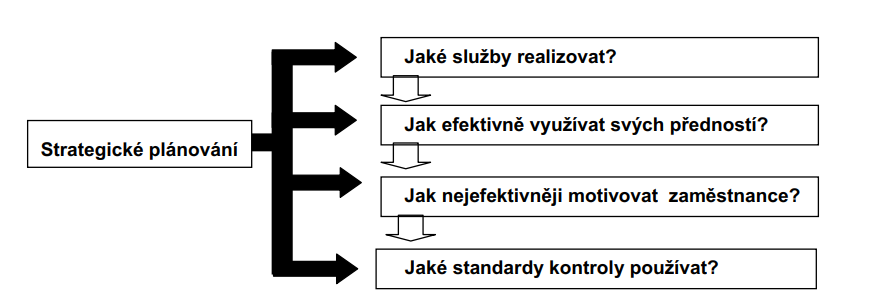 Jaké služby realizovat?
Jak efektivně využívat svých předností?
Strategické plánování
Jak nejefektivněji motivovat  zaměstnance?
Jaké standardy kontroly používat?